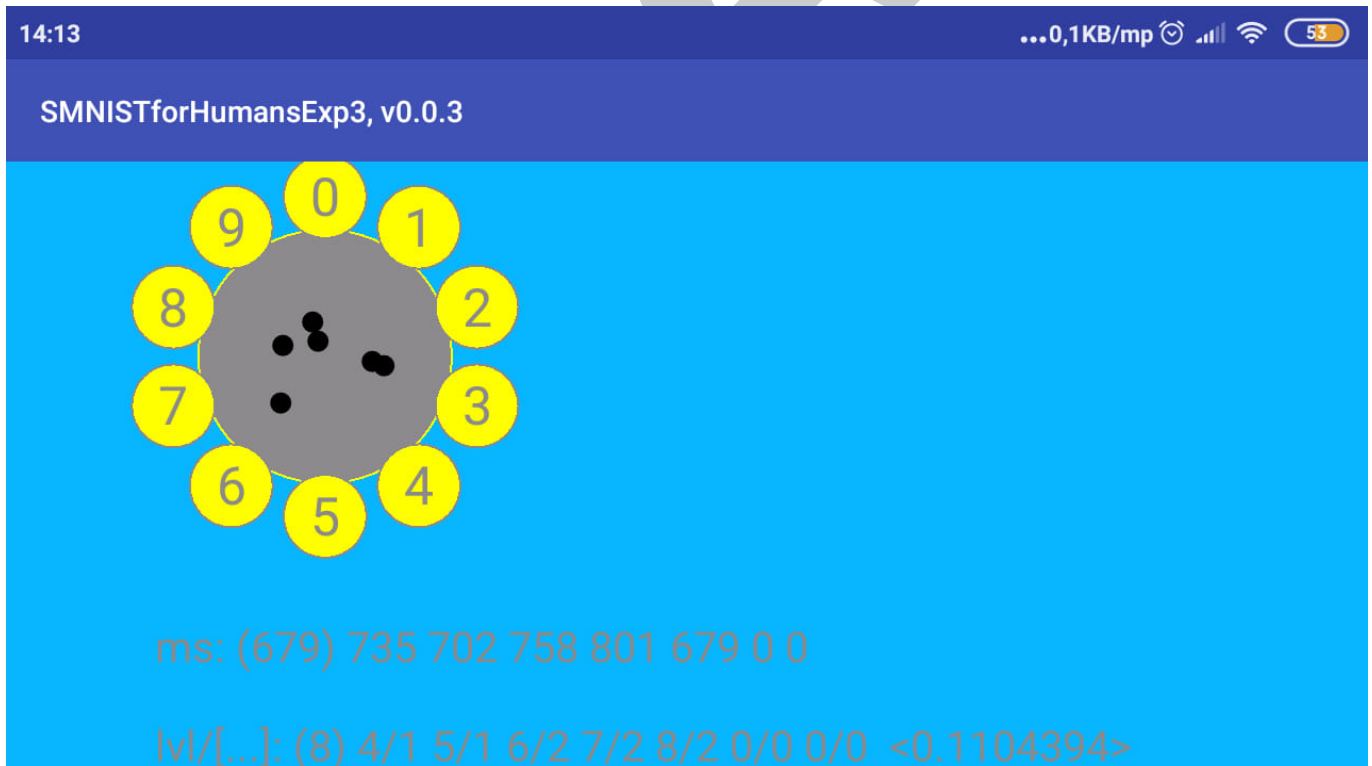 14:13 ...0,1KB/mp 53
SMNISTforHumansExp3, v0.0.3
0
9 1
8 2
7 3
6 4
5
ms: (679) 735 702 758 801 679 0 0
lvl/[...]: (8) 4/1 5/1 6/2 7/2 8/2 0/0 0/0 <0.1104394>